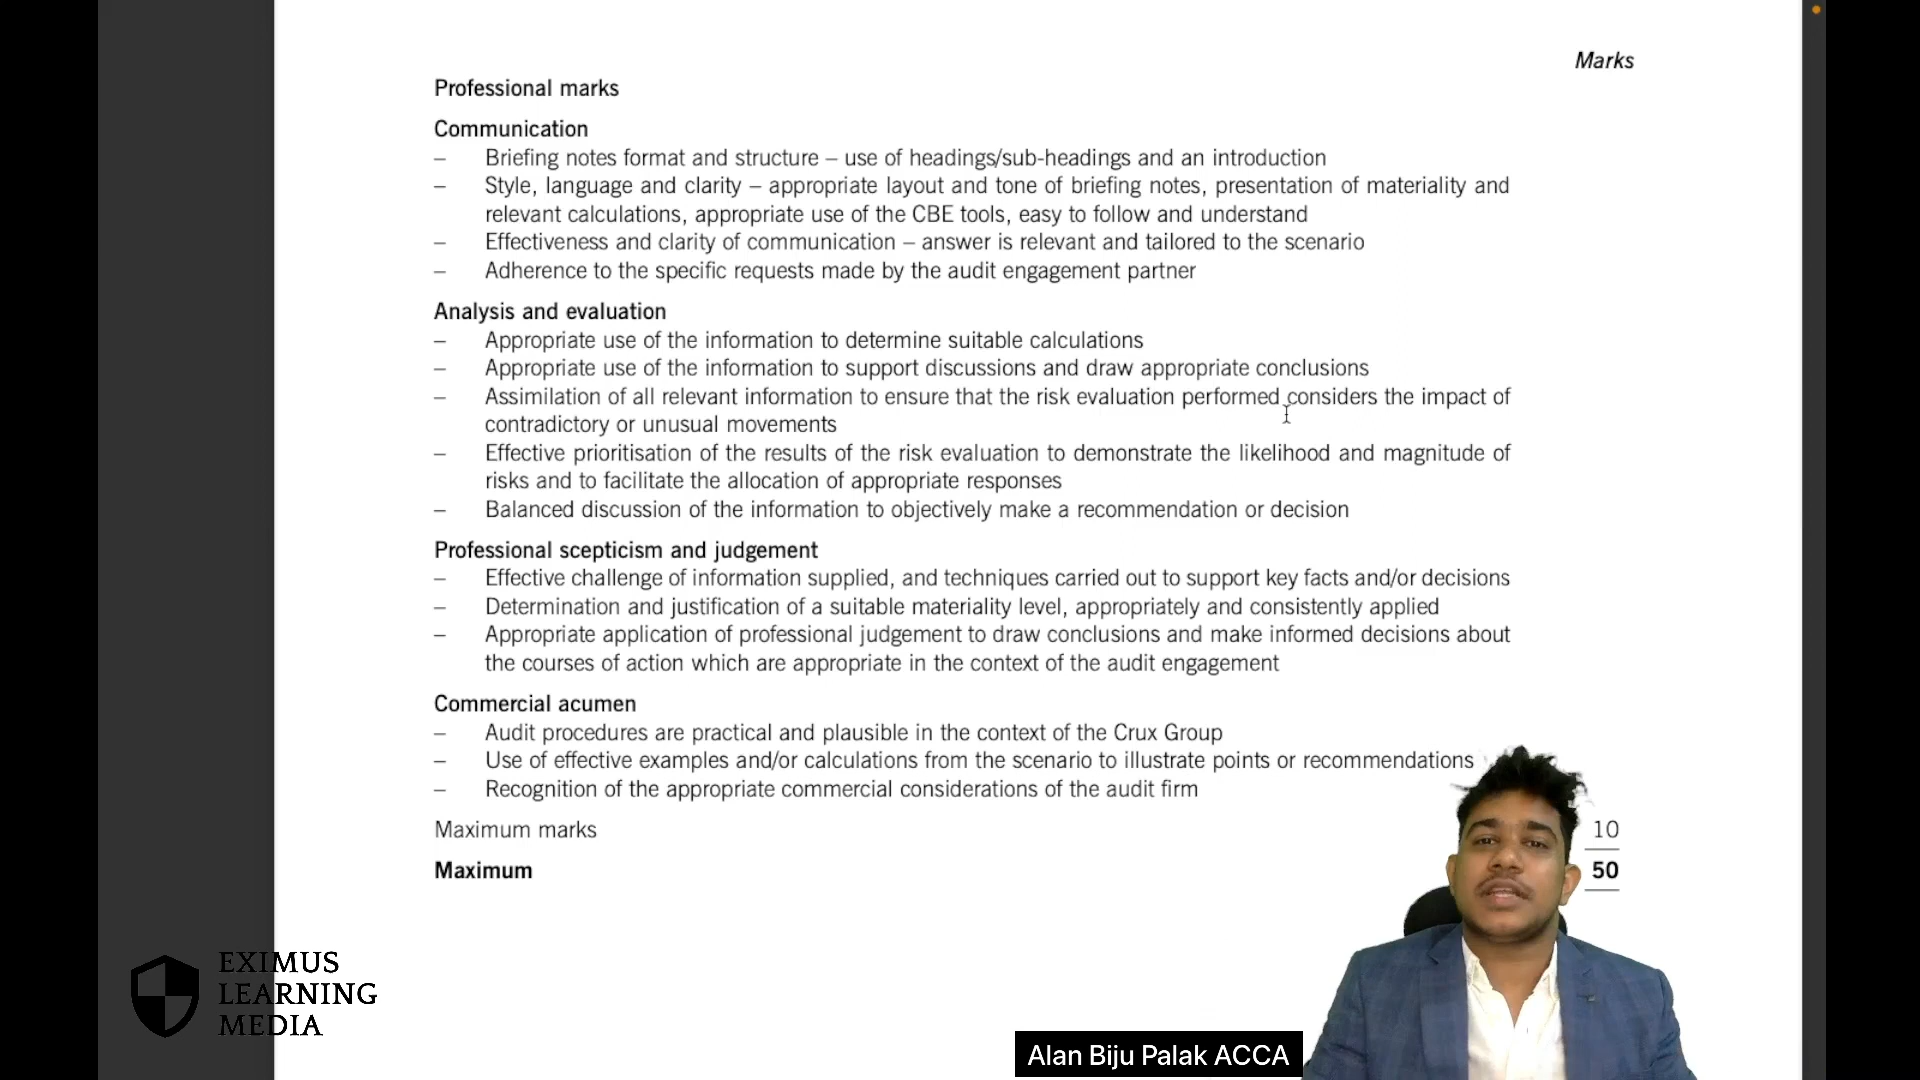 Marks
Professional marks
Communication
– Briefing notes format and structure – use of headings/sub-headings and an introduction
– Style, language and clarity – appropriate layout and tone of briefing notes, presentation of materiality and
relevant calculations, appropriate use of the CBE tools, easy to follow and understand
– Effectiveness and clarity of communication – answer is relevant and tailored to the scenario
– Adherence to the specific requests made by the audit engagement partner
Analysis and evaluation
– Appropriate use of the information to determine suitable calculations
– Appropriate use of the information to support discussions and draw appropriate conclusions
– Assimilation of all relevant information to ensure that the risk evaluation performed considers the impact of
contradictory or unusual movements
– Effective prioritisation of the results of the risk evaluation to demonstrate the likelihood and magnitude of
risks and to facilitate the allocation of appropriate responses
– Balanced discussion of the information to objectively make a recommendation or decision
Professional scepticism and judgement
– Effective challenge of information supplied, and techniques carried out to support key facts and/or decisions
– Determination and justification of a suitable materiality level, appropriately and consistently applied
– Appropriate application of professional judgement to draw conclusions and make informed decisions about
the courses of action which are appropriate in the context of the audit engagement
Commercial acumen
– Audit procedures are practical and plausible in the context of the Crux Group
– Use of effective examples and/or calculations from the scenario to illustrate points or recommendations
– Recognition of the appropriate commercial considerations of the audit firm
Maximum marks 10
Maximum 50
EXIMUS
LEARNING
MEDIA
Alan Biju Palak ACCA